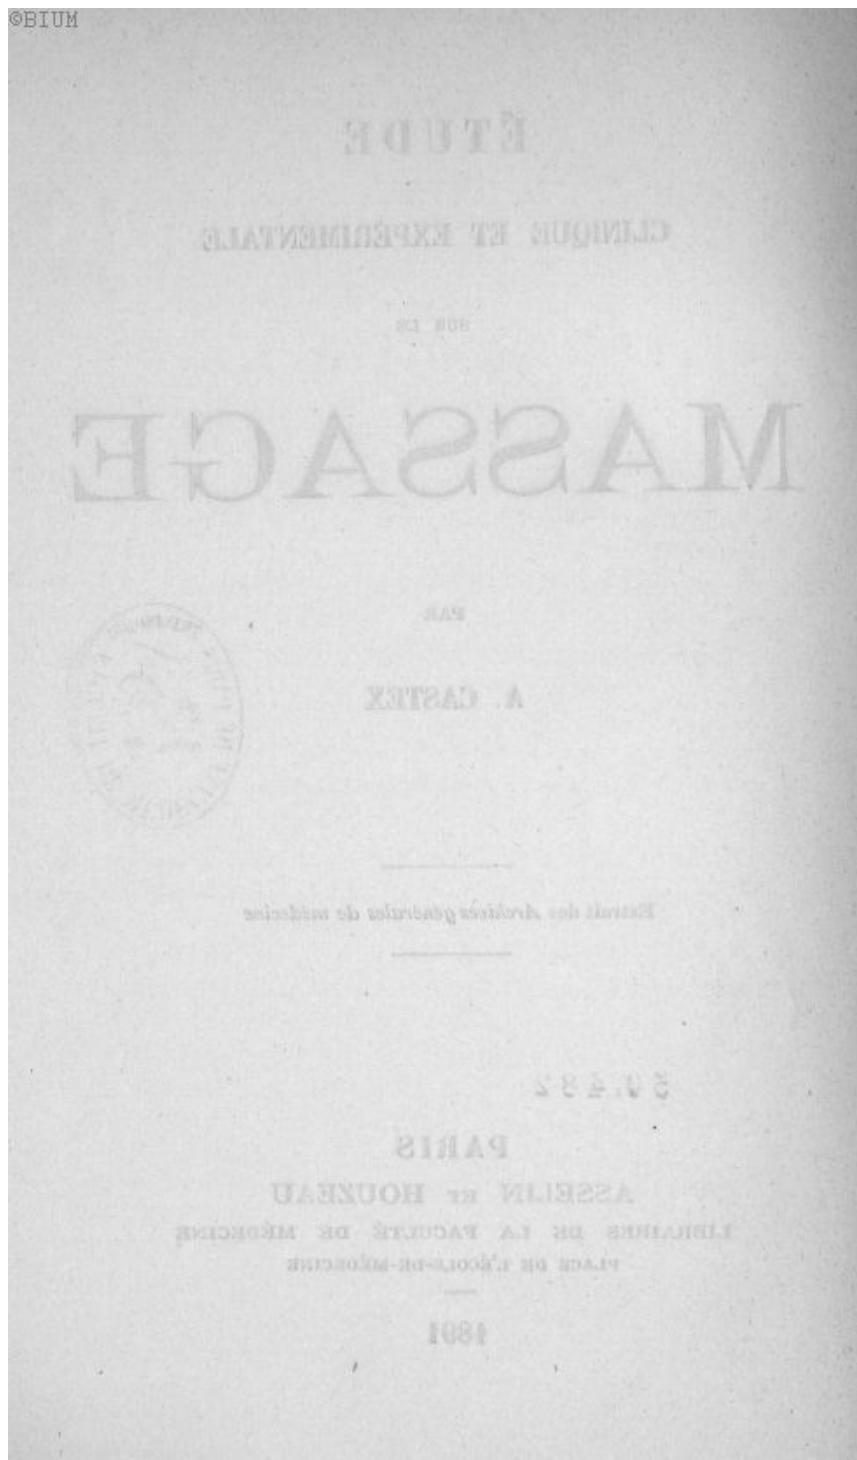 ©BIUM
ÉTUDE
CLINIQUE ET EXPÉRIMENTALE
SUR LE
MASSAGE
PAR
A. CASTEX
Extrait des Archives générales de médecine
PARIS
ASSELIN ET HOUZEAU
LIBRAIRES DE LA FACULTÉ DE MÉDECINE
PLACE DE L'ÉCOLE-DE-MÉDECINE
1891